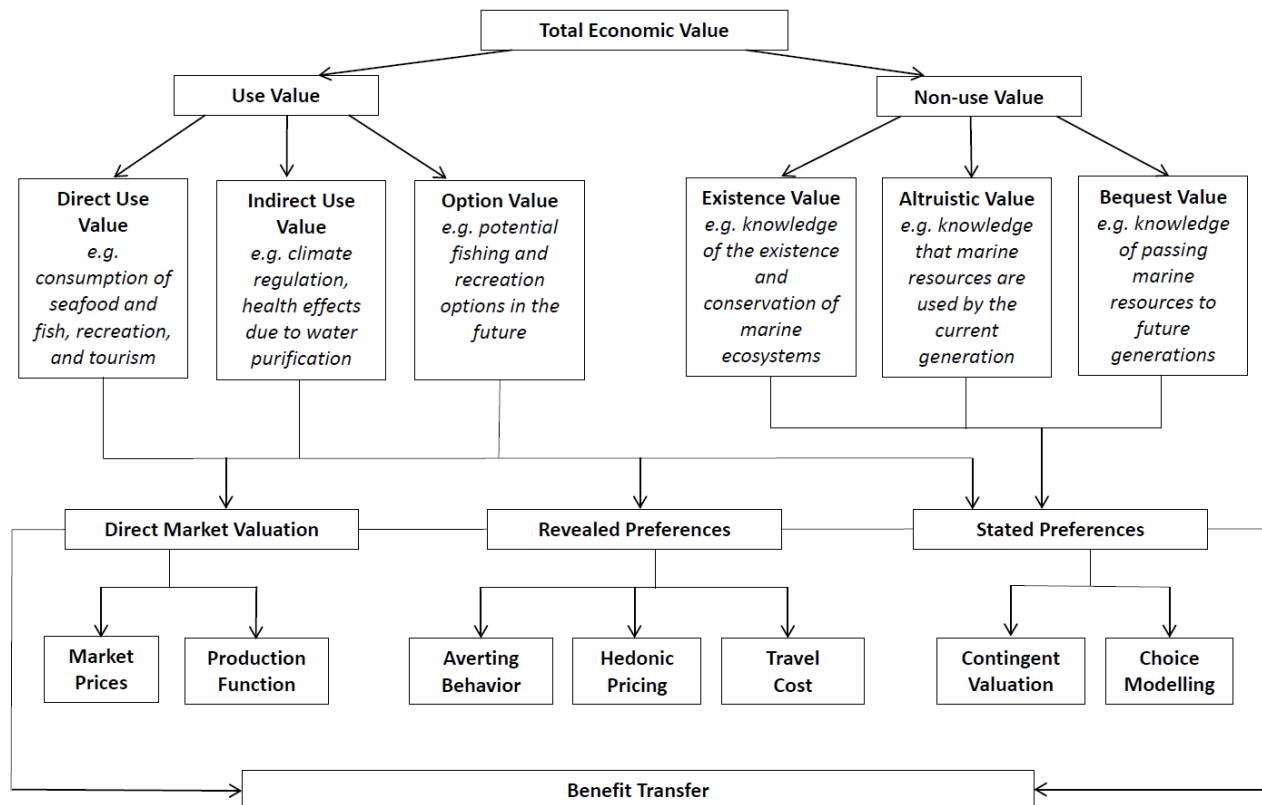 Total Economic Value
Use Value
Non-use Value
Direct Use
Value
e.g.
consumption of
seafood and
fish, recreation,
and tourism
Indirect Use
Value
e.g. climate
regulation,
health effects
due to water
purification
Option Value
e.g. potential
fishing and
recreation
options in the
future
Existence Value
e.g. knowledge
of the existence
and
conservation of
marine
ecosystems
Altruistic Value
e.g. knowledge
that marine
resources are
used by the
current
generation
Bequest Value
e.g. knowledge
of passing
marine
resources to
future
generations
Direct Market Valuation
Revealed Preferences
Stated Preferences
Market
Prices
Production
Function
Averting
Behavior
Hedonic
Pricing
Travel
Cost
Contingent
Valuation
Choice
Modelling
Benefit Transfer